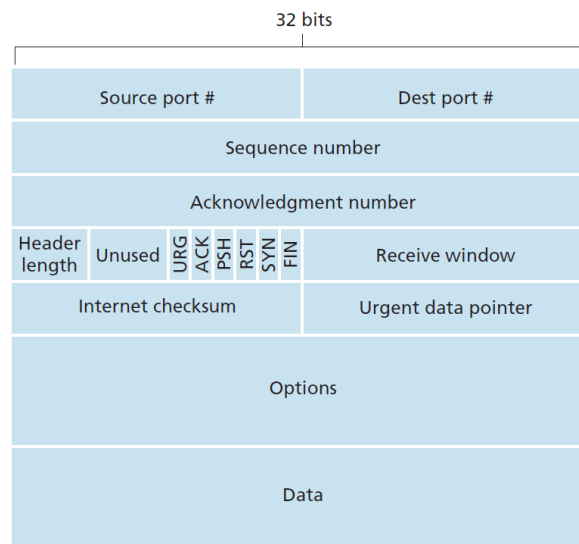 32 bits
Source port #
Dest port #
Sequence number
Acknowledgment number
Header
length
Unused
URG
ACK
PSH
RST
SYN
FIN
Receive window
Internet checksum
Urgent data pointer
Options
Data